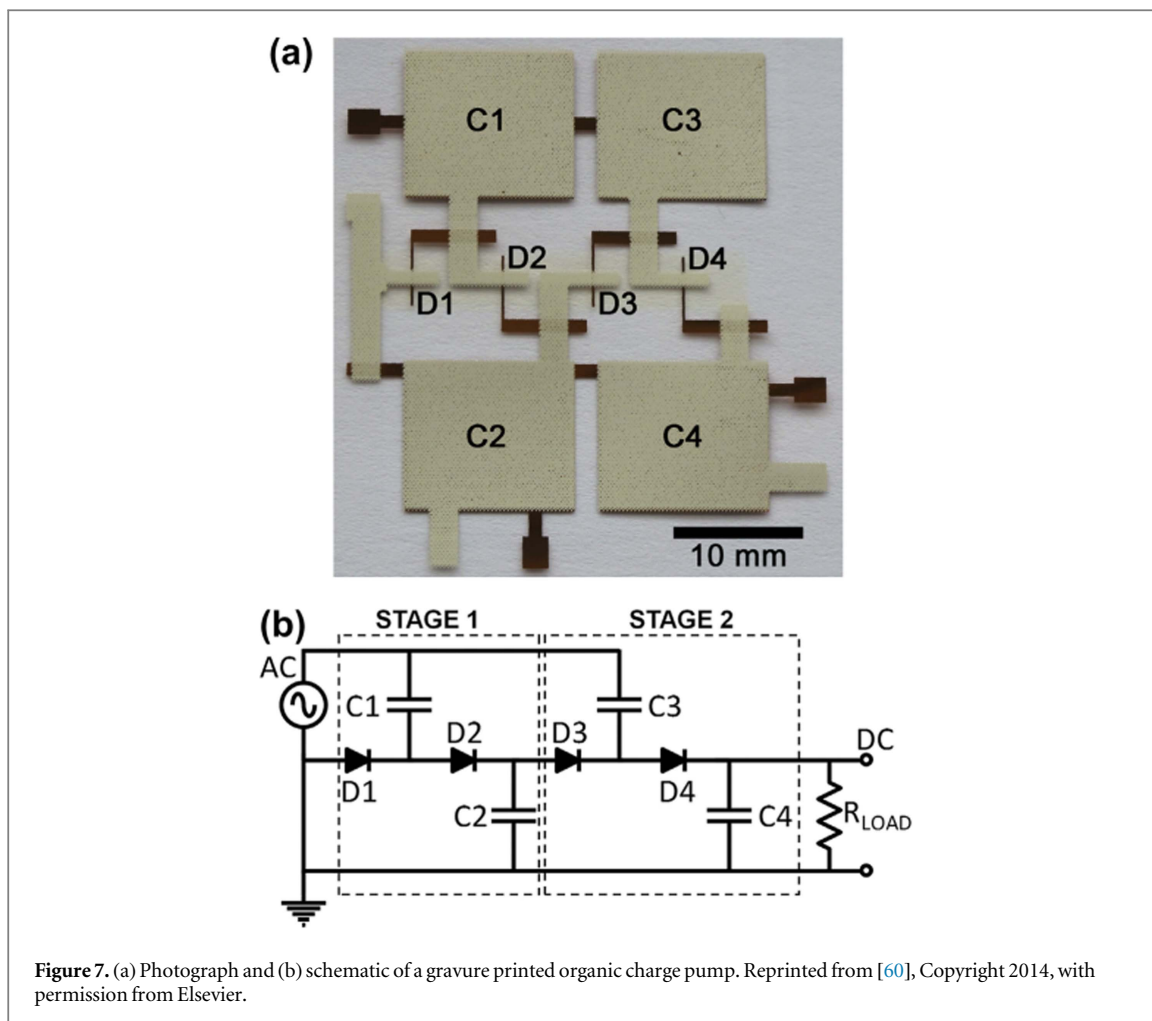 (a)
C1
C3
D2
D4
D1
D3
C2
C4
10 mm
(b)
STAGE 1
STAGE 2
AC
C1
C3
D2
D3
DC
D1
D4
C2
C4
RLOAD
Figure 7. (a) Photograph and (b) schematic of a gravure printed organic charge pump. Reprinted from [60], Copyright 2014, with
permission from Elsevier.